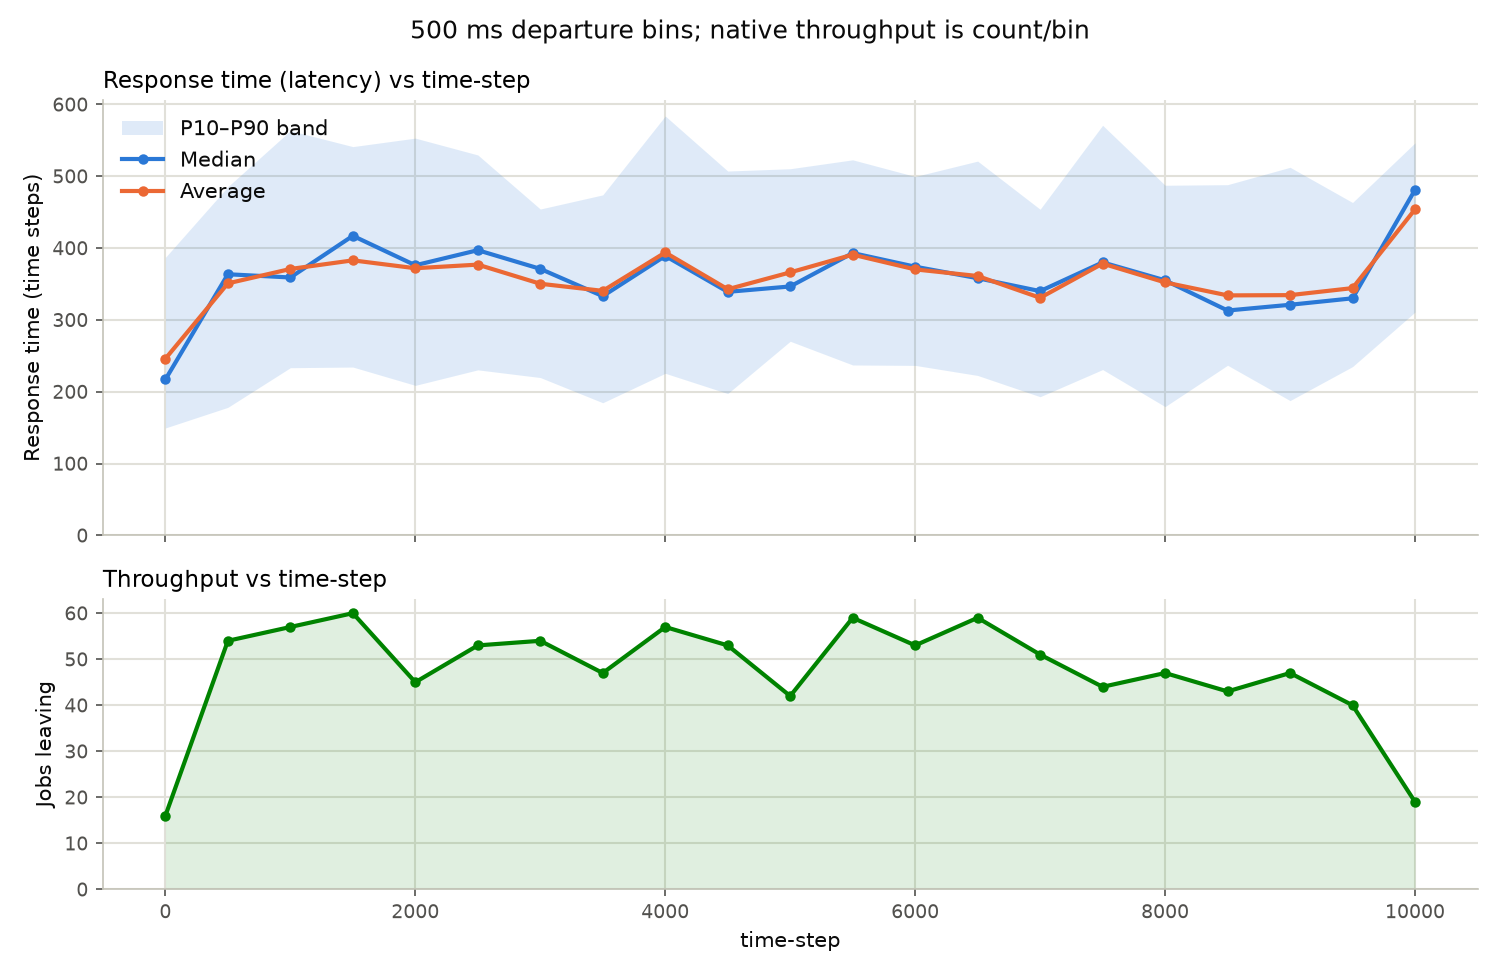 500 ms departure bins; native throughput is count/bin
Response time (latency) vs time-step
600
500
400
300
200
100
0
Response time (time steps)
P10–P90 band
Median
Average
Throughput vs time-step
60
50
40
30
20
10
0
Jobs leaving
0 2000 4000 6000 8000 10000
time-step